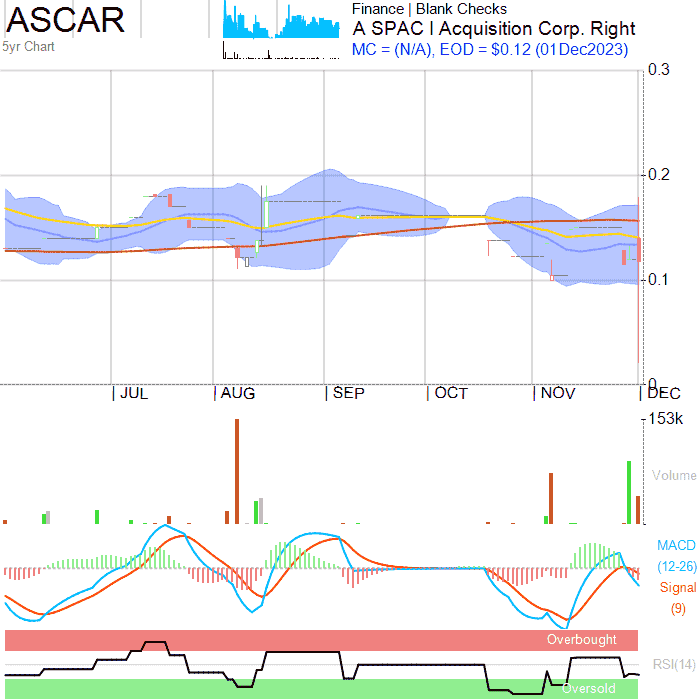 ASCAR
5yr Chart
Finance | Blank Checks
A SPAC I Acquisition Corp. Right
MC = (N/A), EOD = $0.12 (01Dec2023)
0.3
0.2
0.1
0
JUL AUG SEP OCT NOV DEC
153k
Volume
MACD
(12-26)
Signal
(9)
Overbought
RSI(14)
Oversold